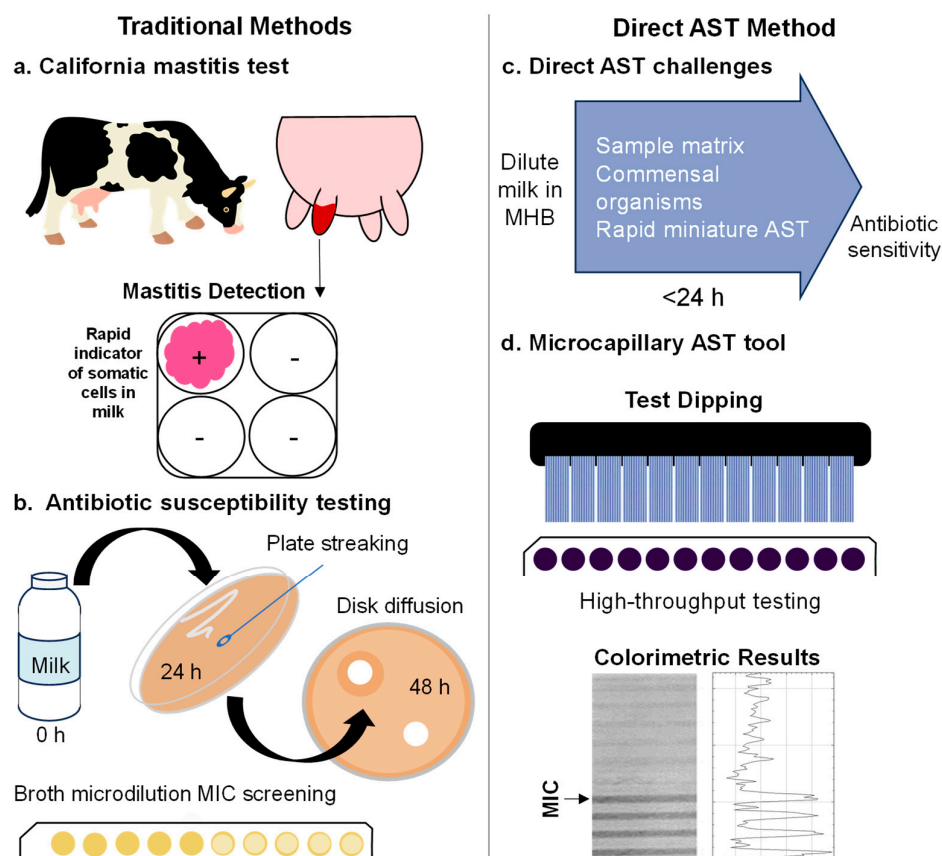 Traditional Methods
a. California mastitis test
Mastitis Detection
Rapid
indicator
of somatic
cells in
milk
+
-
-
-
b. Antibiotic susceptibility testing
Plate streaking
Disk diffusion
Milk
24 h
48 h
0 h
Broth microdilution MIC screening
Direct AST Method
c. Direct AST challenges
Dilute
milk in
MHB
Sample matrix
Commensal
organisms
Rapid miniature AST
Antibiotic
sensitivity
<24 h
d. Microcapillary AST tool
Test Dipping
High-throughput testing
Colorimetric Results
MIC